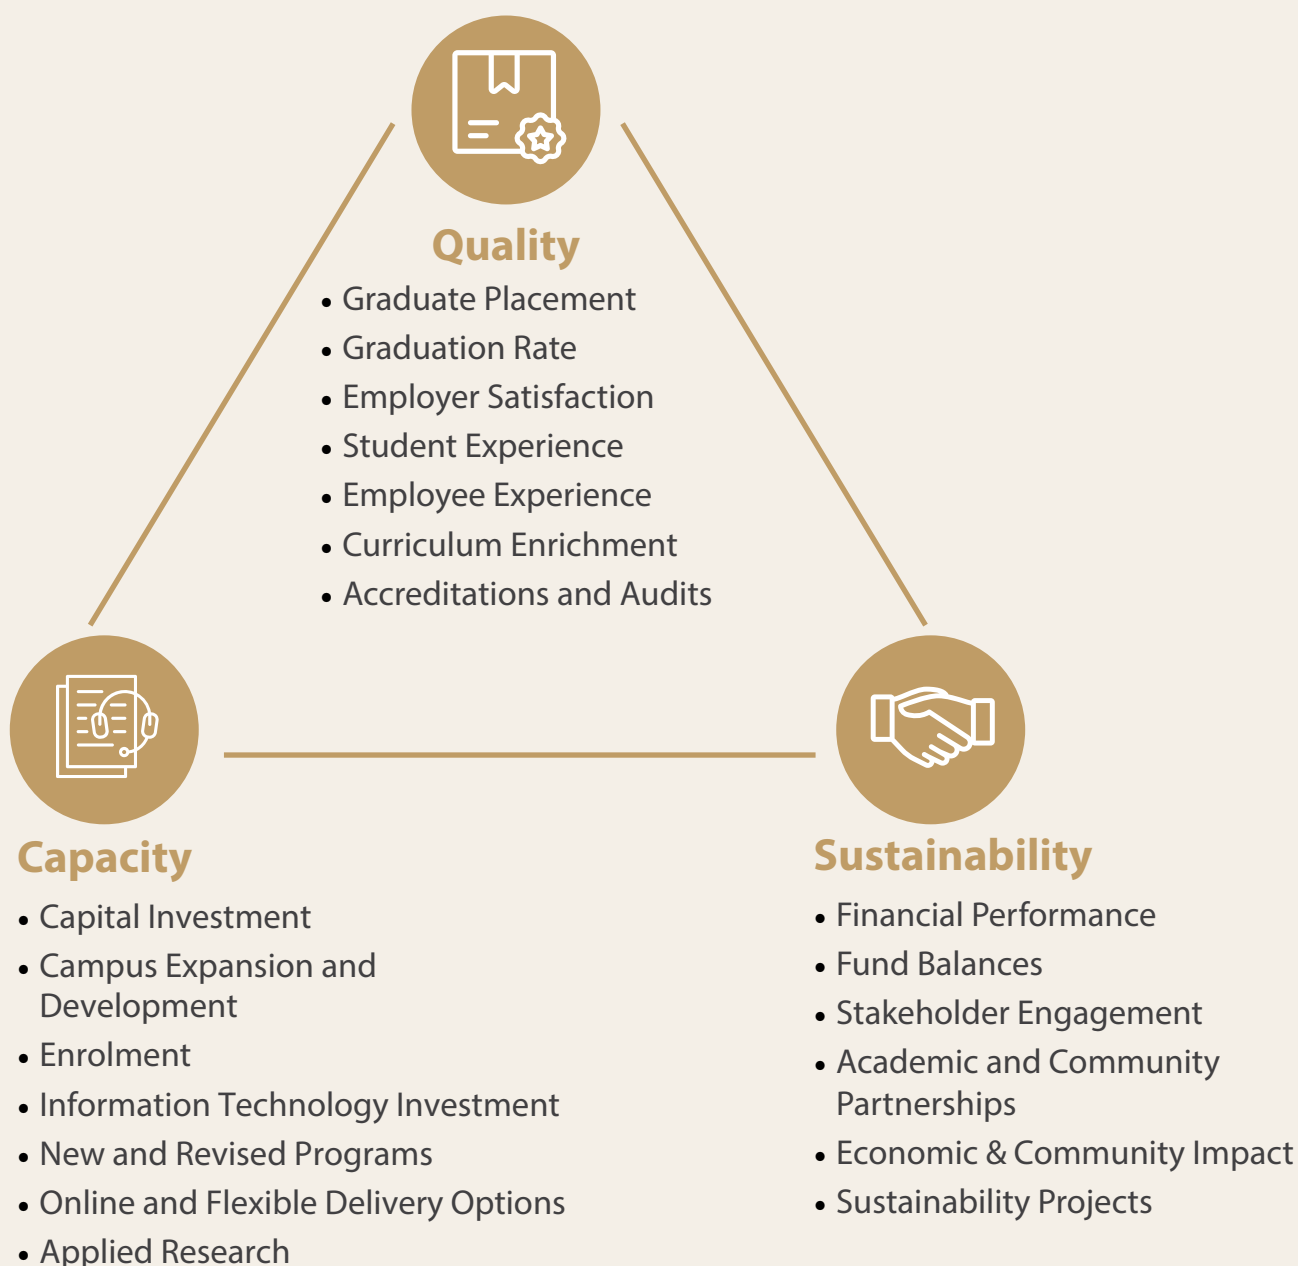 Quality
• Graduate Placement
• Graduation Rate
• Employer Satisfaction
• Student Experience
• Employee Experience
• Curriculum Enrichment
• Accreditations and Audits
Capacity
• Capital Investment
• Campus Expansion and
Development
• Enrolment
• Information Technology Investment
• New and Revised Programs
• Online and Flexible Delivery Options
• Applied Research
Sustainability
• Financial Performance
• Fund Balances
• Stakeholder Engagement
• Academic and Community
Partnerships
• Economic & Community Impact
• Sustainability Projects